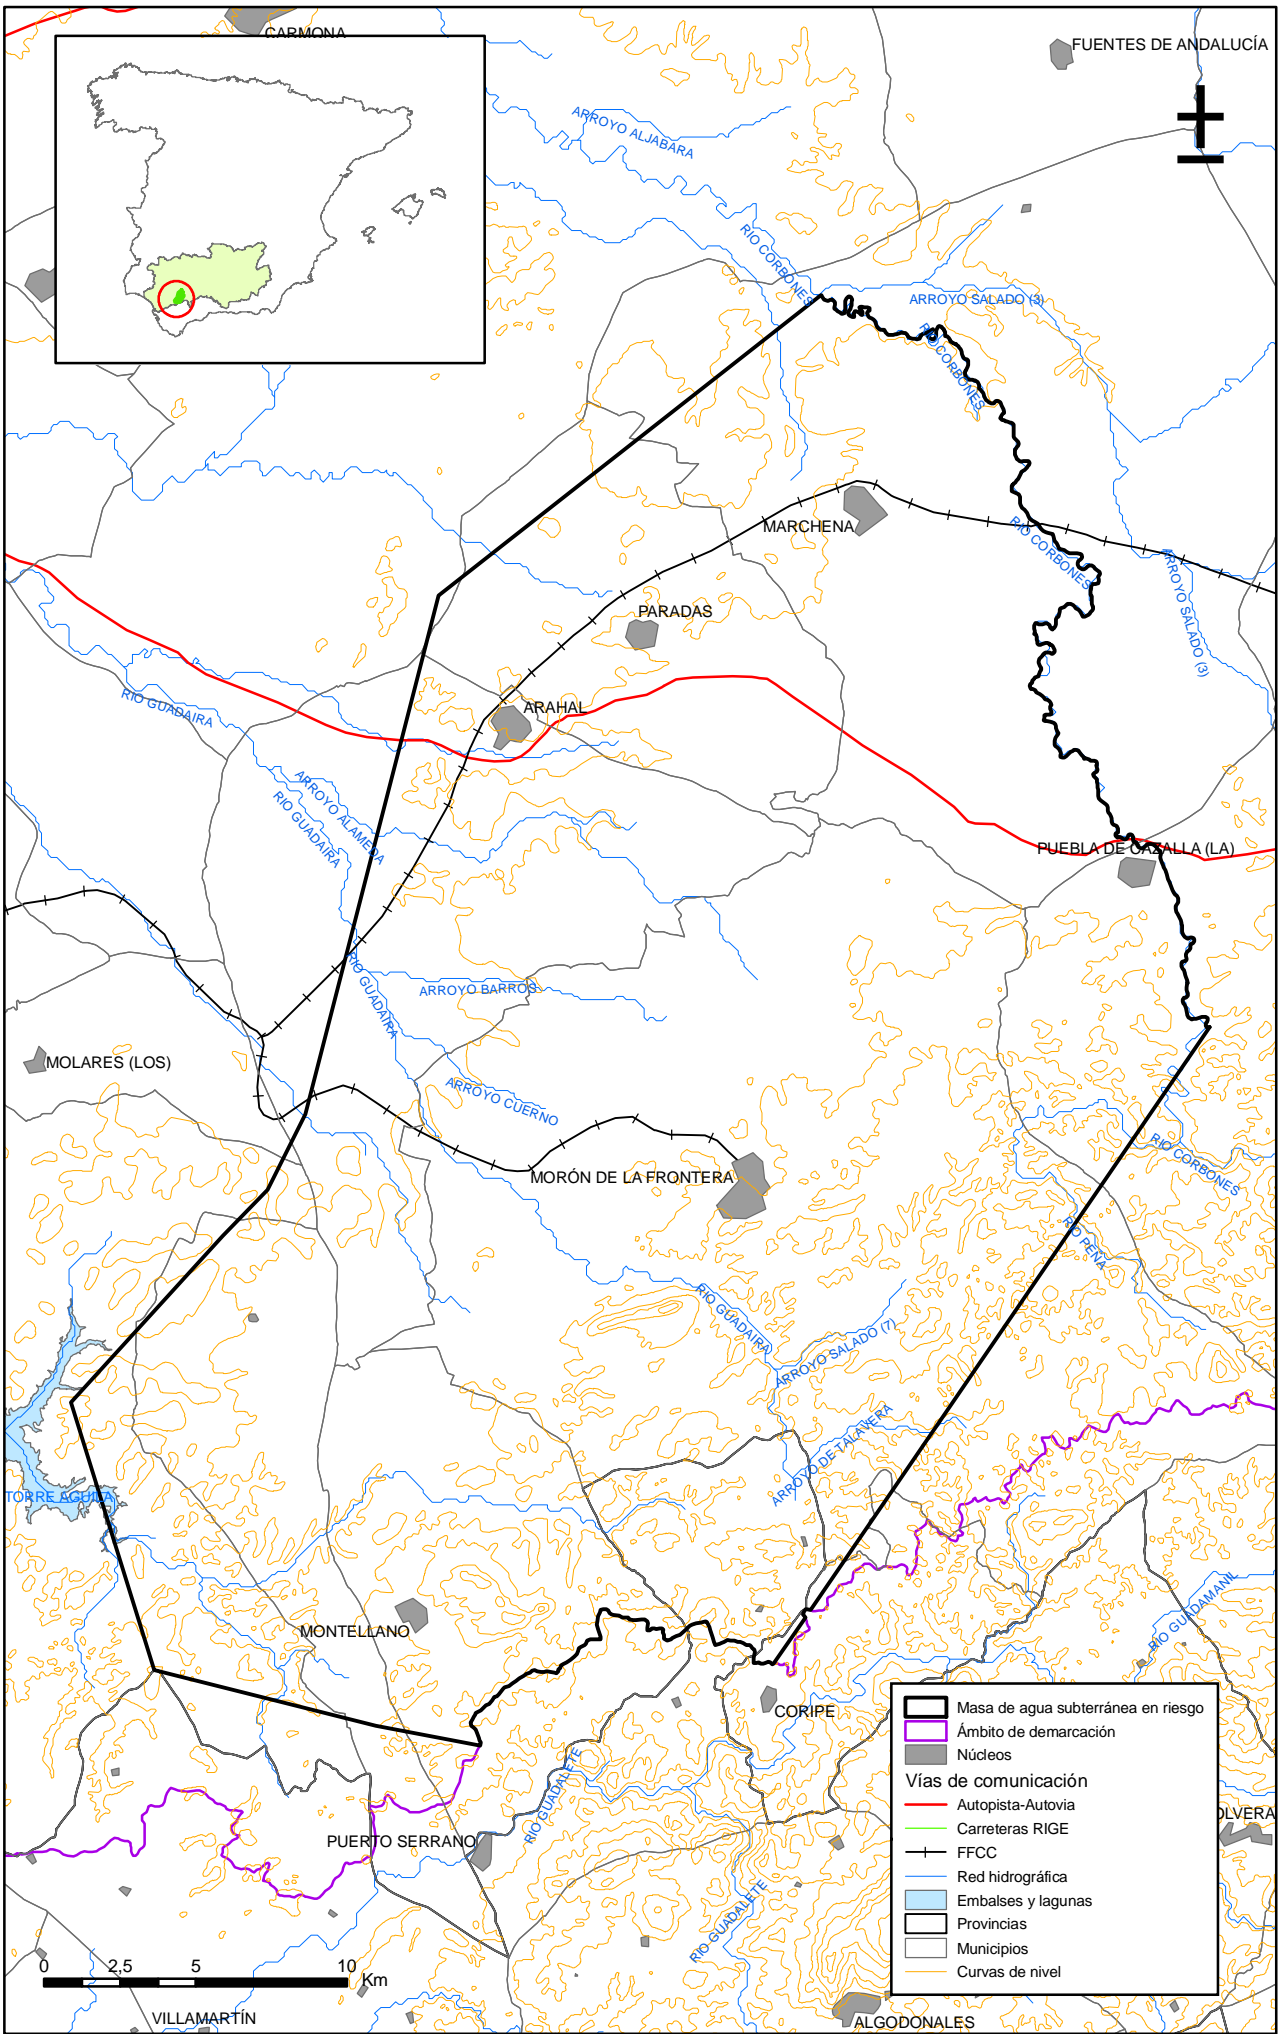 CARMONA
FUENTES DE ANDALUCÍA
ARROYO ALJABARA
RIO CORBONES
ARROYO SALADO (3)
RIO CORBONES
MARCHENA
RIO CORBONES
ARROYO SALADO (3)
PARADAS
RIO GUADAIRA
ARAHAL
ARROYO ALAMEDA
RIO GUADAIRA
PUEBLA DE CAZALLA (LA)
RIO GUADAIRA
ARROYO BARROS
MOLARES (LOS)
ARROYO CUERNO
RIO CORBONES
MORÓN DE LA FRONTERA
RIO PENA
RIO GUADAIRA
ARROYO SALADO (7)
ARROYO DE TALAVERA
TORRE AGUILA
RIO GUADAMANIL
MONTELLANO
CORIPE
RIO GUADALETE
PUERTO SERRANO
OLVERA
RIO GUADALETE
VILLAMARTÍN
ALGODONALES
0 2,5 5 10
Km
Masa de agua subterránea en riesgo
Ámbito de demarcación
Núcleos
Vías de comunicación
Autopista-Autovia
Carreteras RIGE
FFCC
Red hidrográfica
Embalses y lagunas
Provincias
Municipios
Curvas de nivel